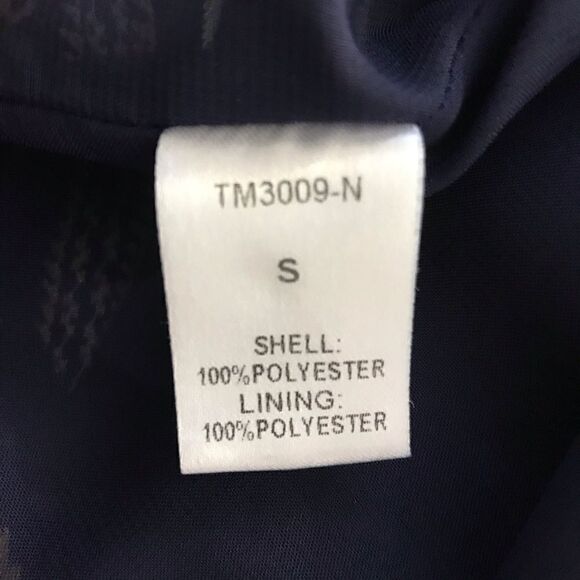 TM3009-N
S
SHELL:
100%POLYESTER
LINING:
100%POLYESTER